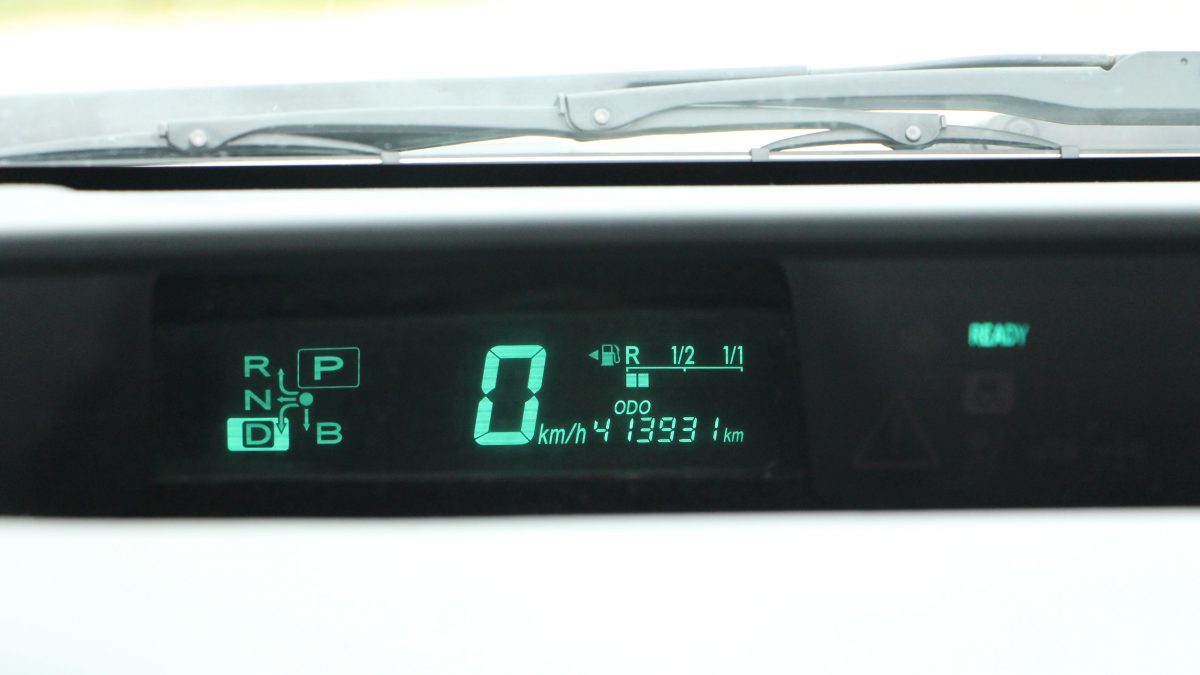 R P
N
D B
0 km/h
R 1/2 1/1
ODO
413931 km
READY